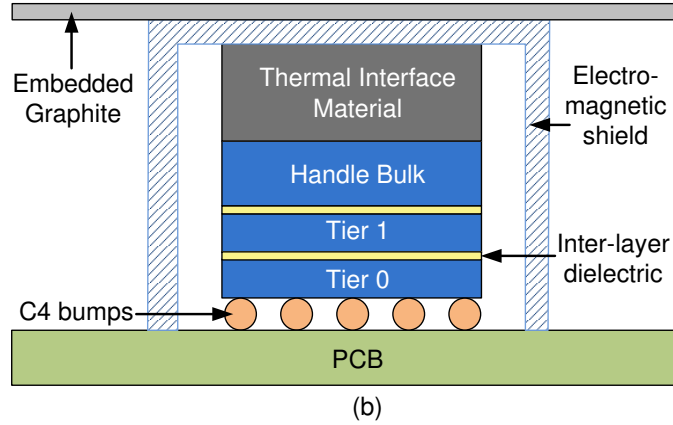 Embedded
Graphite
Thermal Interface
Material
Electro-
magnetic
shield
Handle Bulk
Tier 1
Inter-layer
dielectric
Tier 0
C4 bumps
PCB
(b)